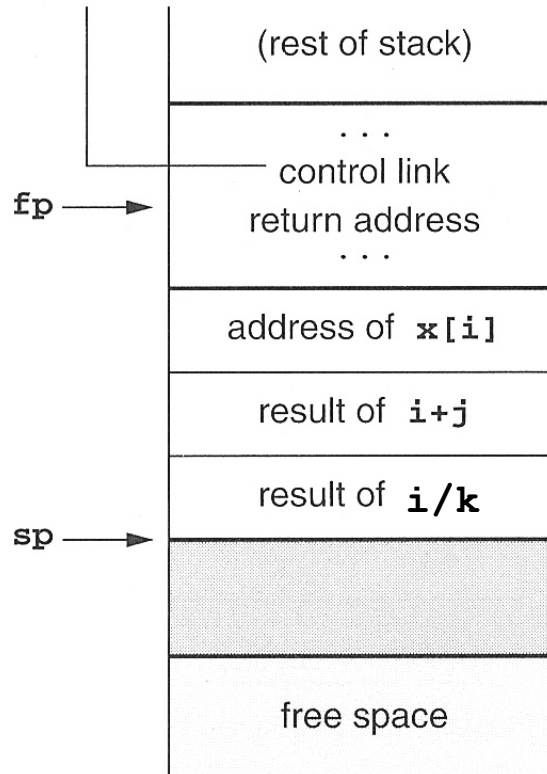 (rest of stack)
. . .
control link
fp
return address
. . .
address of x[i]
result of i+j
result of i/k
sp
free space